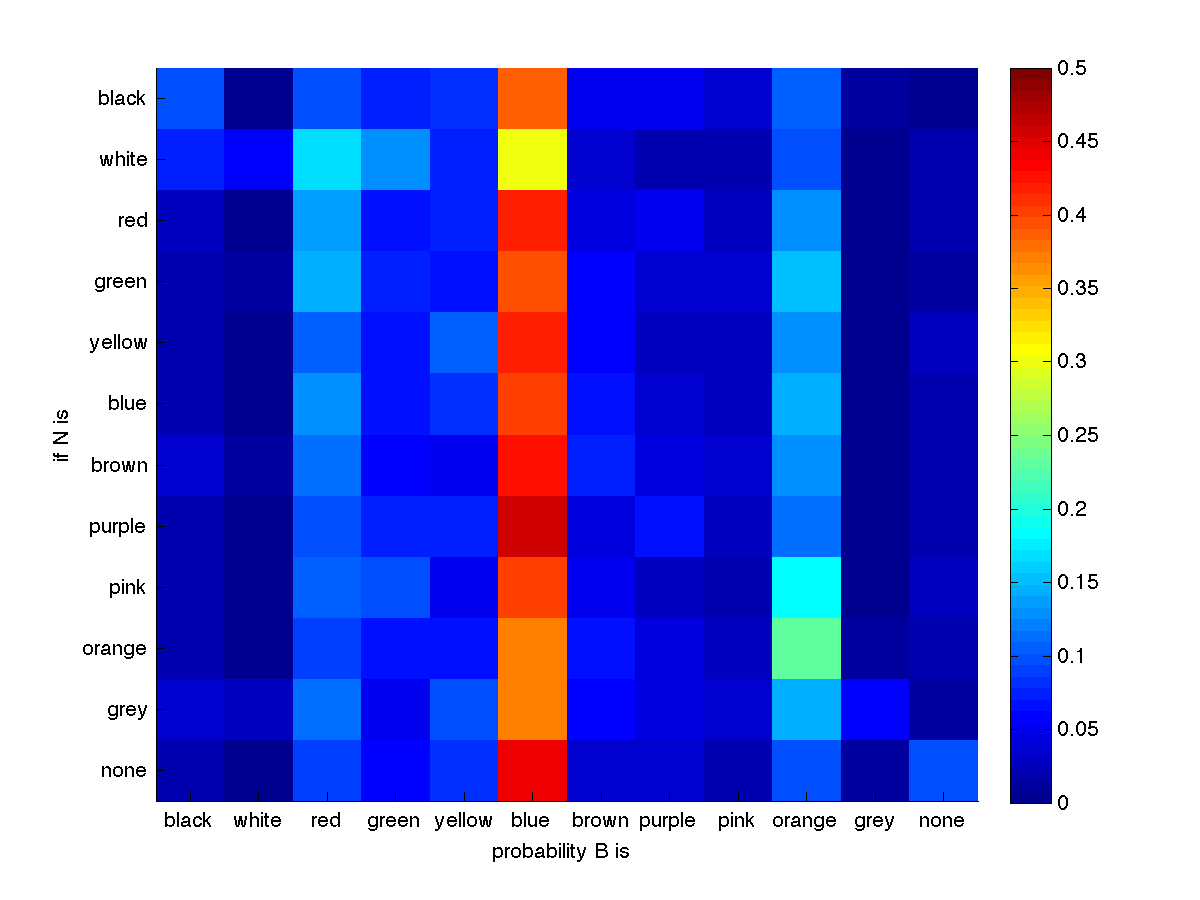 black
white
red
green
yellow
blue
brown
purple
pink
orange
grey
none
if N is
black white red green yellow blue brown purple pink orange grey none
probability B is
0.5
0.45
0.4
0.35
0.3
0.25
0.2
0.15
0.1
0.05
0